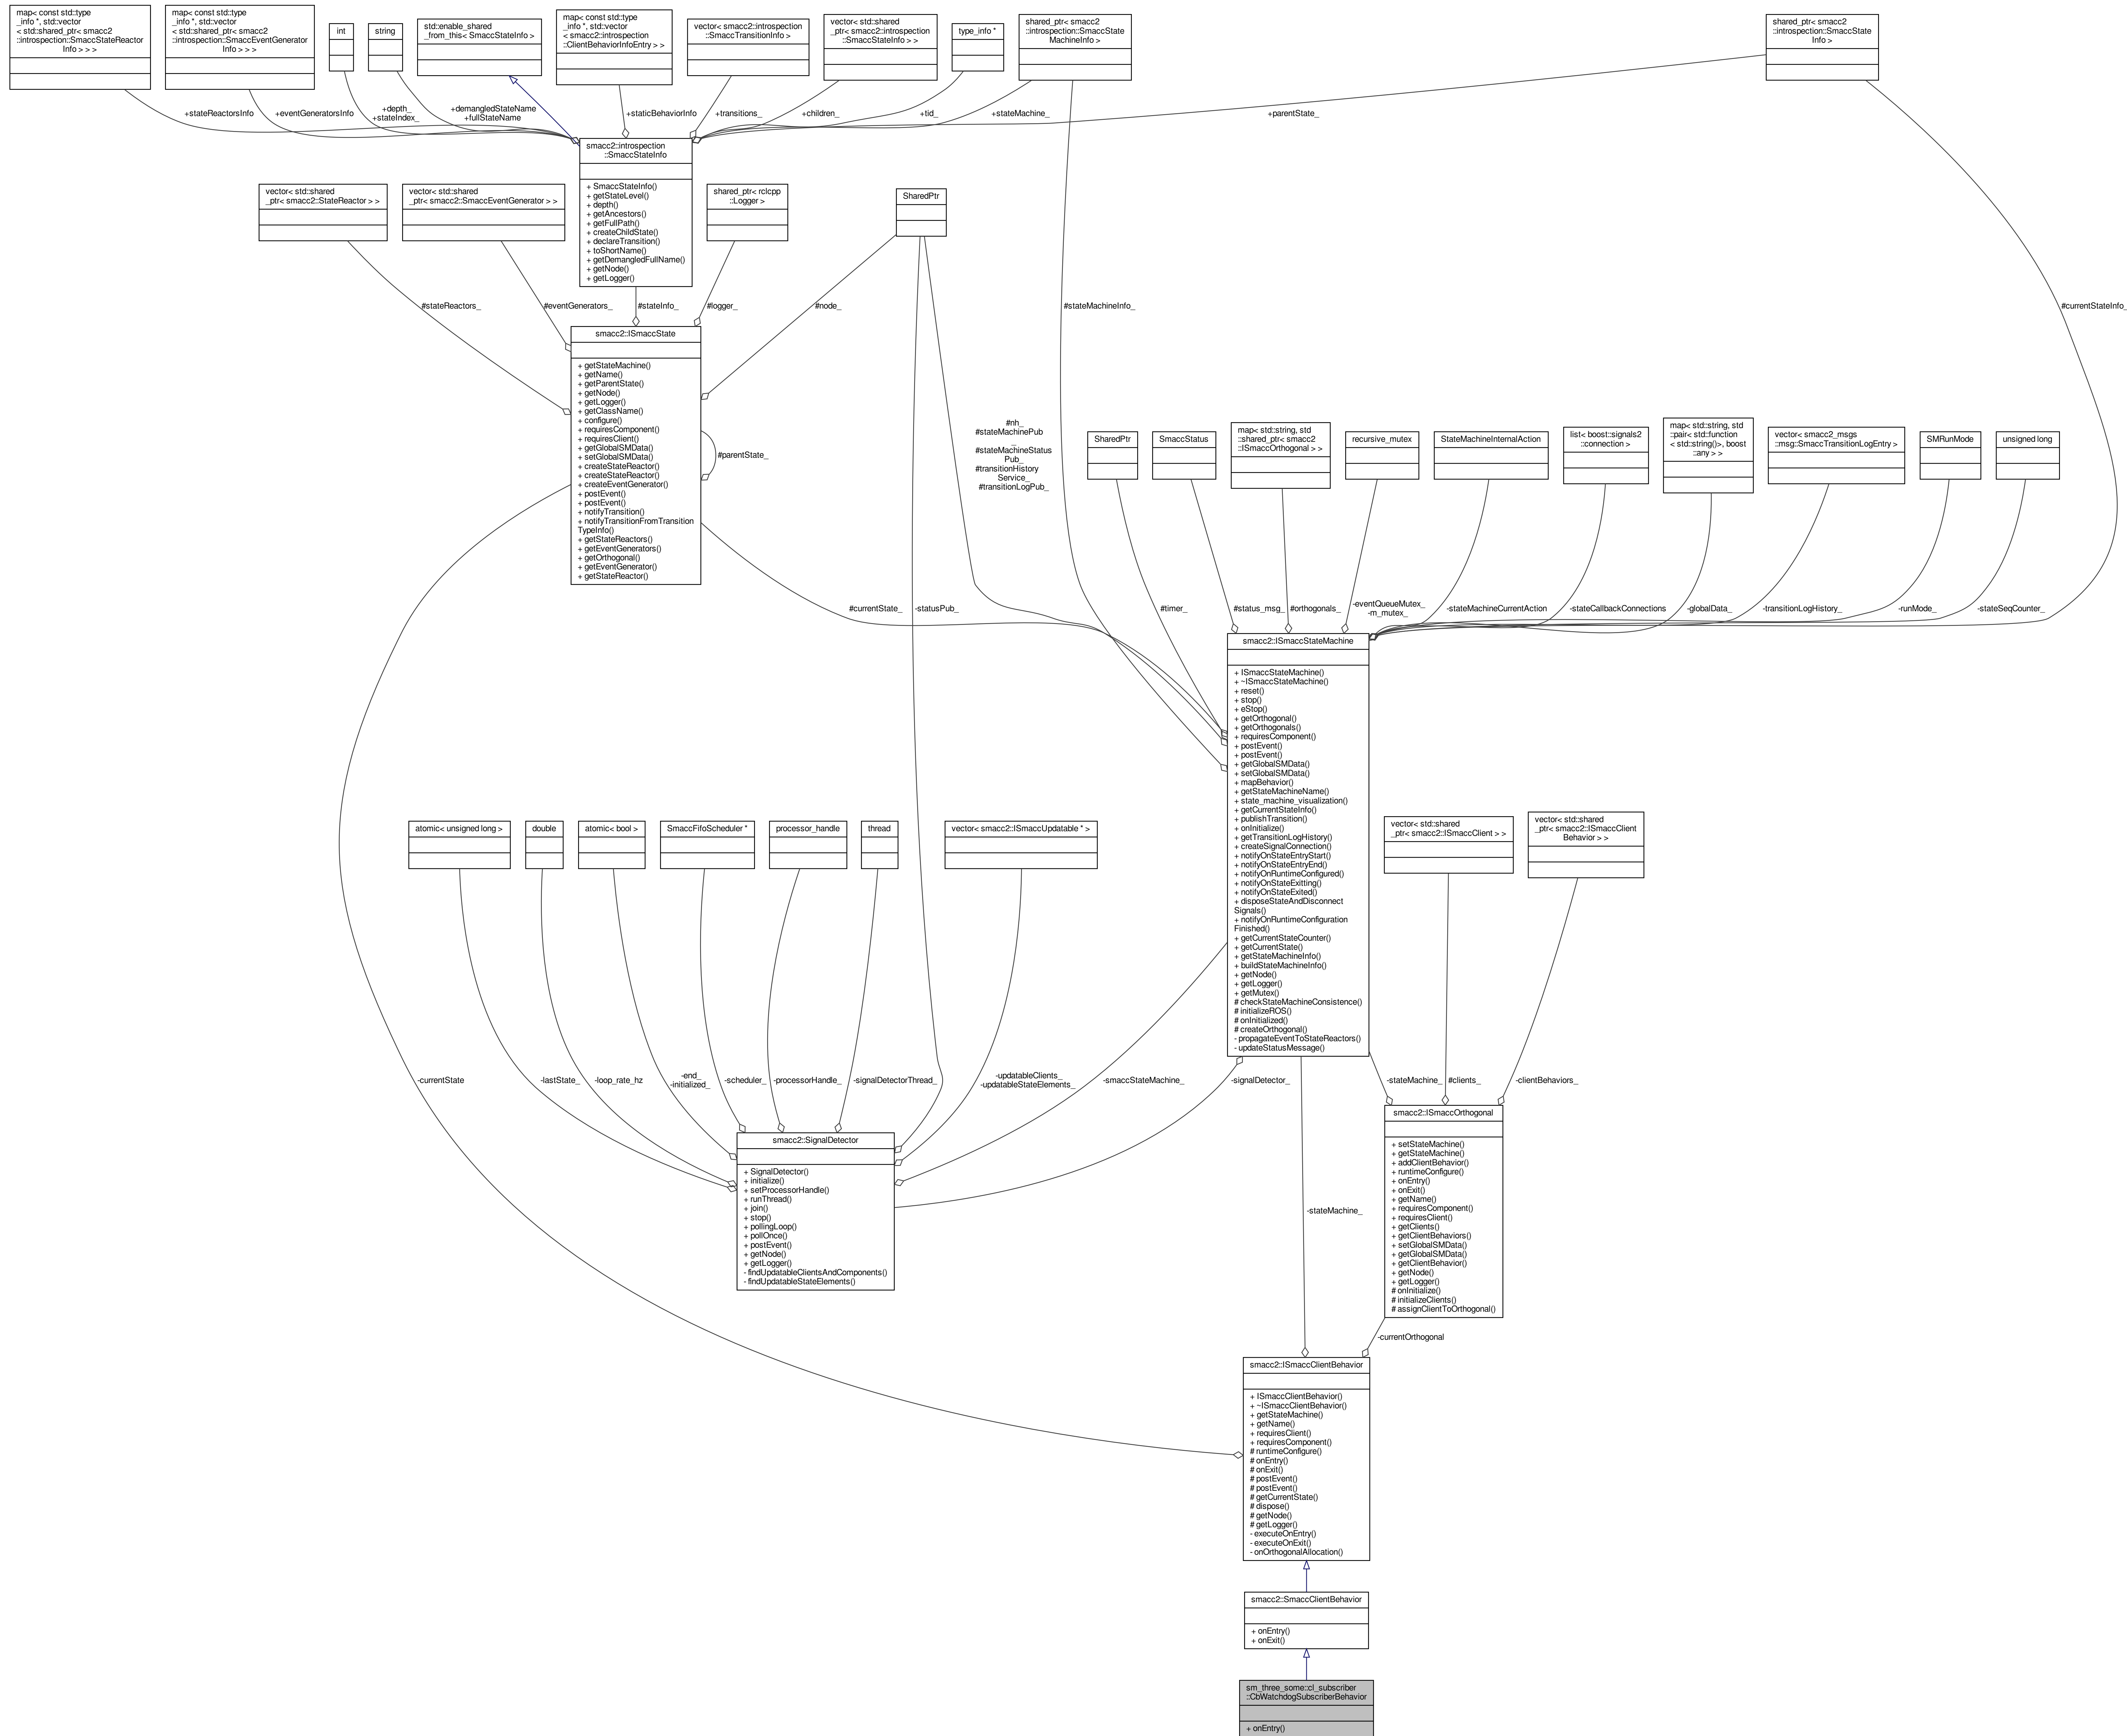 map< const std::type
_info *, std::vector
< std::shared_ptr< smacc2
::introspection::SmaccStateReactor
Info > > >
map< const std::type
_info *, std::vector
< std::shared_ptr< smacc2
::introspection::SmaccEventGenerator
Info > > >
int
string
std::enable_shared
_from_this< SmaccStateInfo >
map< const std::type
_info *, std::vector
< smacc2::introspection
::ClientBehaviorInfoEntry > >
vector< smacc2::introspection
::SmaccTransitionInfo >
vector< std::shared
_ptr< smacc2::introspection
::SmaccStateInfo > >
type_info *
shared_ptr< smacc2
::introspection::SmaccState
MachineInfo >
shared_ptr< smacc2
::introspection::SmaccState
Info >
+stateReactorsInfo
+eventGeneratorsInfo
+depth_
+stateIndex_
+demangledStateName
+fullStateName
+staticBehaviorInfo
+transitions_
+children_
+tid_
+stateMachine_
+parentState_
smacc2::introspection
::SmaccStateInfo
+ SmaccStateInfo()
+ getStateLevel()
+ depth()
+ getAncestors()
+ getFullPath()
+ createChildState()
+ declareTransition()
+ toShortName()
+ getDemangledFullName()
+ getNode()
+ getLogger()
vector< std::shared
_ptr< smacc2::StateReactor > >
vector< std::shared
_ptr< smacc2::SmaccEventGenerator > >
shared_ptr< rclcpp
::Logger >
SharedPtr
#stateReactors_
#eventGenerators_
#stateInfo_
#logger_
#node_
#stateMachineInfo_
#currentStateInfo_
smacc2::ISmaccState
+ getStateMachine()
+ getName()
+ getParentState()
+ getNode()
+ getLogger()
+ getClassName()
+ configure()
+ requiresComponent()
+ requiresClient()
+ getGlobalSMData()
+ setGlobalSMData()
+ createStateReactor()
+ createStateReactor()
+ createEventGenerator()
+ postEvent()
+ postEvent()
+ notifyTransition()
+ notifyTransitionFromTransition
TypeInfo()
+ getStateReactors()
+ getEventGenerators()
+ getOrthogonal()
+ getEventGenerator()
+ getStateReactor()
#parentState_
#nh_
#stateMachinePub
_
#stateMachineStatus
Pub_
#transitionHistory
Service_
#transitionLogPub_
SharedPtr
SmaccStatus
map< std::string, std
::shared_ptr< smacc2
::ISmaccOrthogonal > >
recursive_mutex
StateMachineInternalAction
list< boost::signals2
::connection >
map< std::string, std
::pair< std::function
< std::string()>, boost
::any > >
vector< smacc2_msgs
::msg::SmaccTransitionLogEntry >
SMRunMode
unsigned long
#currentState_
-statusPub_
#timer_
#status_msg_
#orthogonals_
-eventQueueMutex_
-m_mutex_
-stateMachineCurrentAction
-stateCallbackConnections
-globalData_
-transitionLogHistory_
-runMode_
-stateSeqCounter_
smacc2::ISmaccStateMachine
+ ISmaccStateMachine()
+ ~ISmaccStateMachine()
+ reset()
+ stop()
+ eStop()
+ getOrthogonal()
+ getOrthogonals()
+ requiresComponent()
+ postEvent()
+ postEvent()
+ getGlobalSMData()
+ setGlobalSMData()
+ mapBehavior()
+ getStateMachineName()
+ state_machine_visualization()
+ getCurrentStateInfo()
+ publishTransition()
+ onInitialize()
+ getTransitionLogHistory()
+ createSignalConnection()
+ notifyOnStateEntryStart()
+ notifyOnStateEntryEnd()
+ notifyOnRuntimeConfigured()
+ notifyOnStateExitting()
+ notifyOnStateExited()
+ disposeStateAndDisconnect
Signals()
+ notifyOnRuntimeConfiguration
Finished()
+ getCurrentStateCounter()
+ getCurrentState()
+ getStateMachineInfo()
+ buildStateMachineInfo()
+ getNode()
+ getLogger()
+ getMutex()
# checkStateMachineConsistence()
# initializeROS()
# onInitialized()
# createOrthogonal()
- propagateEventToStateReactors()
- updateStatusMessage()
atomic< unsigned long >
double
atomic< bool >
SmaccFifoScheduler *
processor_handle
thread
vector< smacc2::ISmaccUpdatable * >
vector< std::shared
_ptr< smacc2::ISmaccClient > >
vector< std::shared
_ptr< smacc2::ISmaccClient
Behavior > >
-currentState
-lastState_
-loop_rate_hz
-end_
-initialized_
-scheduler_
-processorHandle_
-signalDetectorThread_
-updatableClients_
-updatableStateElements_
-smaccStateMachine_
-signalDetector_
-stateMachine_
#clients_
-clientBehaviors_
smacc2::SignalDetector
+ SignalDetector()
+ initialize()
+ setProcessorHandle()
+ runThread()
+ join()
+ stop()
+ pollingLoop()
+ pollOnce()
+ postEvent()
+ getNode()
+ getLogger()
- findUpdatableClientsAndComponents()
- findUpdatableStateElements()
smacc2::ISmaccOrthogonal
+ setStateMachine()
+ getStateMachine()
+ addClientBehavior()
+ runtimeConfigure()
+ onEntry()
+ onExit()
+ getName()
+ requiresComponent()
+ requiresClient()
+ getClients()
+ getClientBehaviors()
+ setGlobalSMData()
+ getGlobalSMData()
+ getClientBehavior()
+ getNode()
+ getLogger()
# onInitialize()
# initializeClients()
# assignClientToOrthogonal()
-stateMachine_
-currentOrthogonal
smacc2::ISmaccClientBehavior
+ ISmaccClientBehavior()
+ ~ISmaccClientBehavior()
+ getStateMachine()
+ getName()
+ requiresClient()
+ requiresComponent()
# runtimeConfigure()
# onEntry()
# onExit()
# postEvent()
# postEvent()
# getCurrentState()
# dispose()
# getNode()
# getLogger()
- executeOnEntry()
- executeOnExit()
- onOrthogonalAllocation()
smacc2::SmaccClientBehavior
+ onEntry()
+ onExit()
sm_three_some::cl_subscriber
::CbWatchdogSubscriberBehavior
+ onEntry()